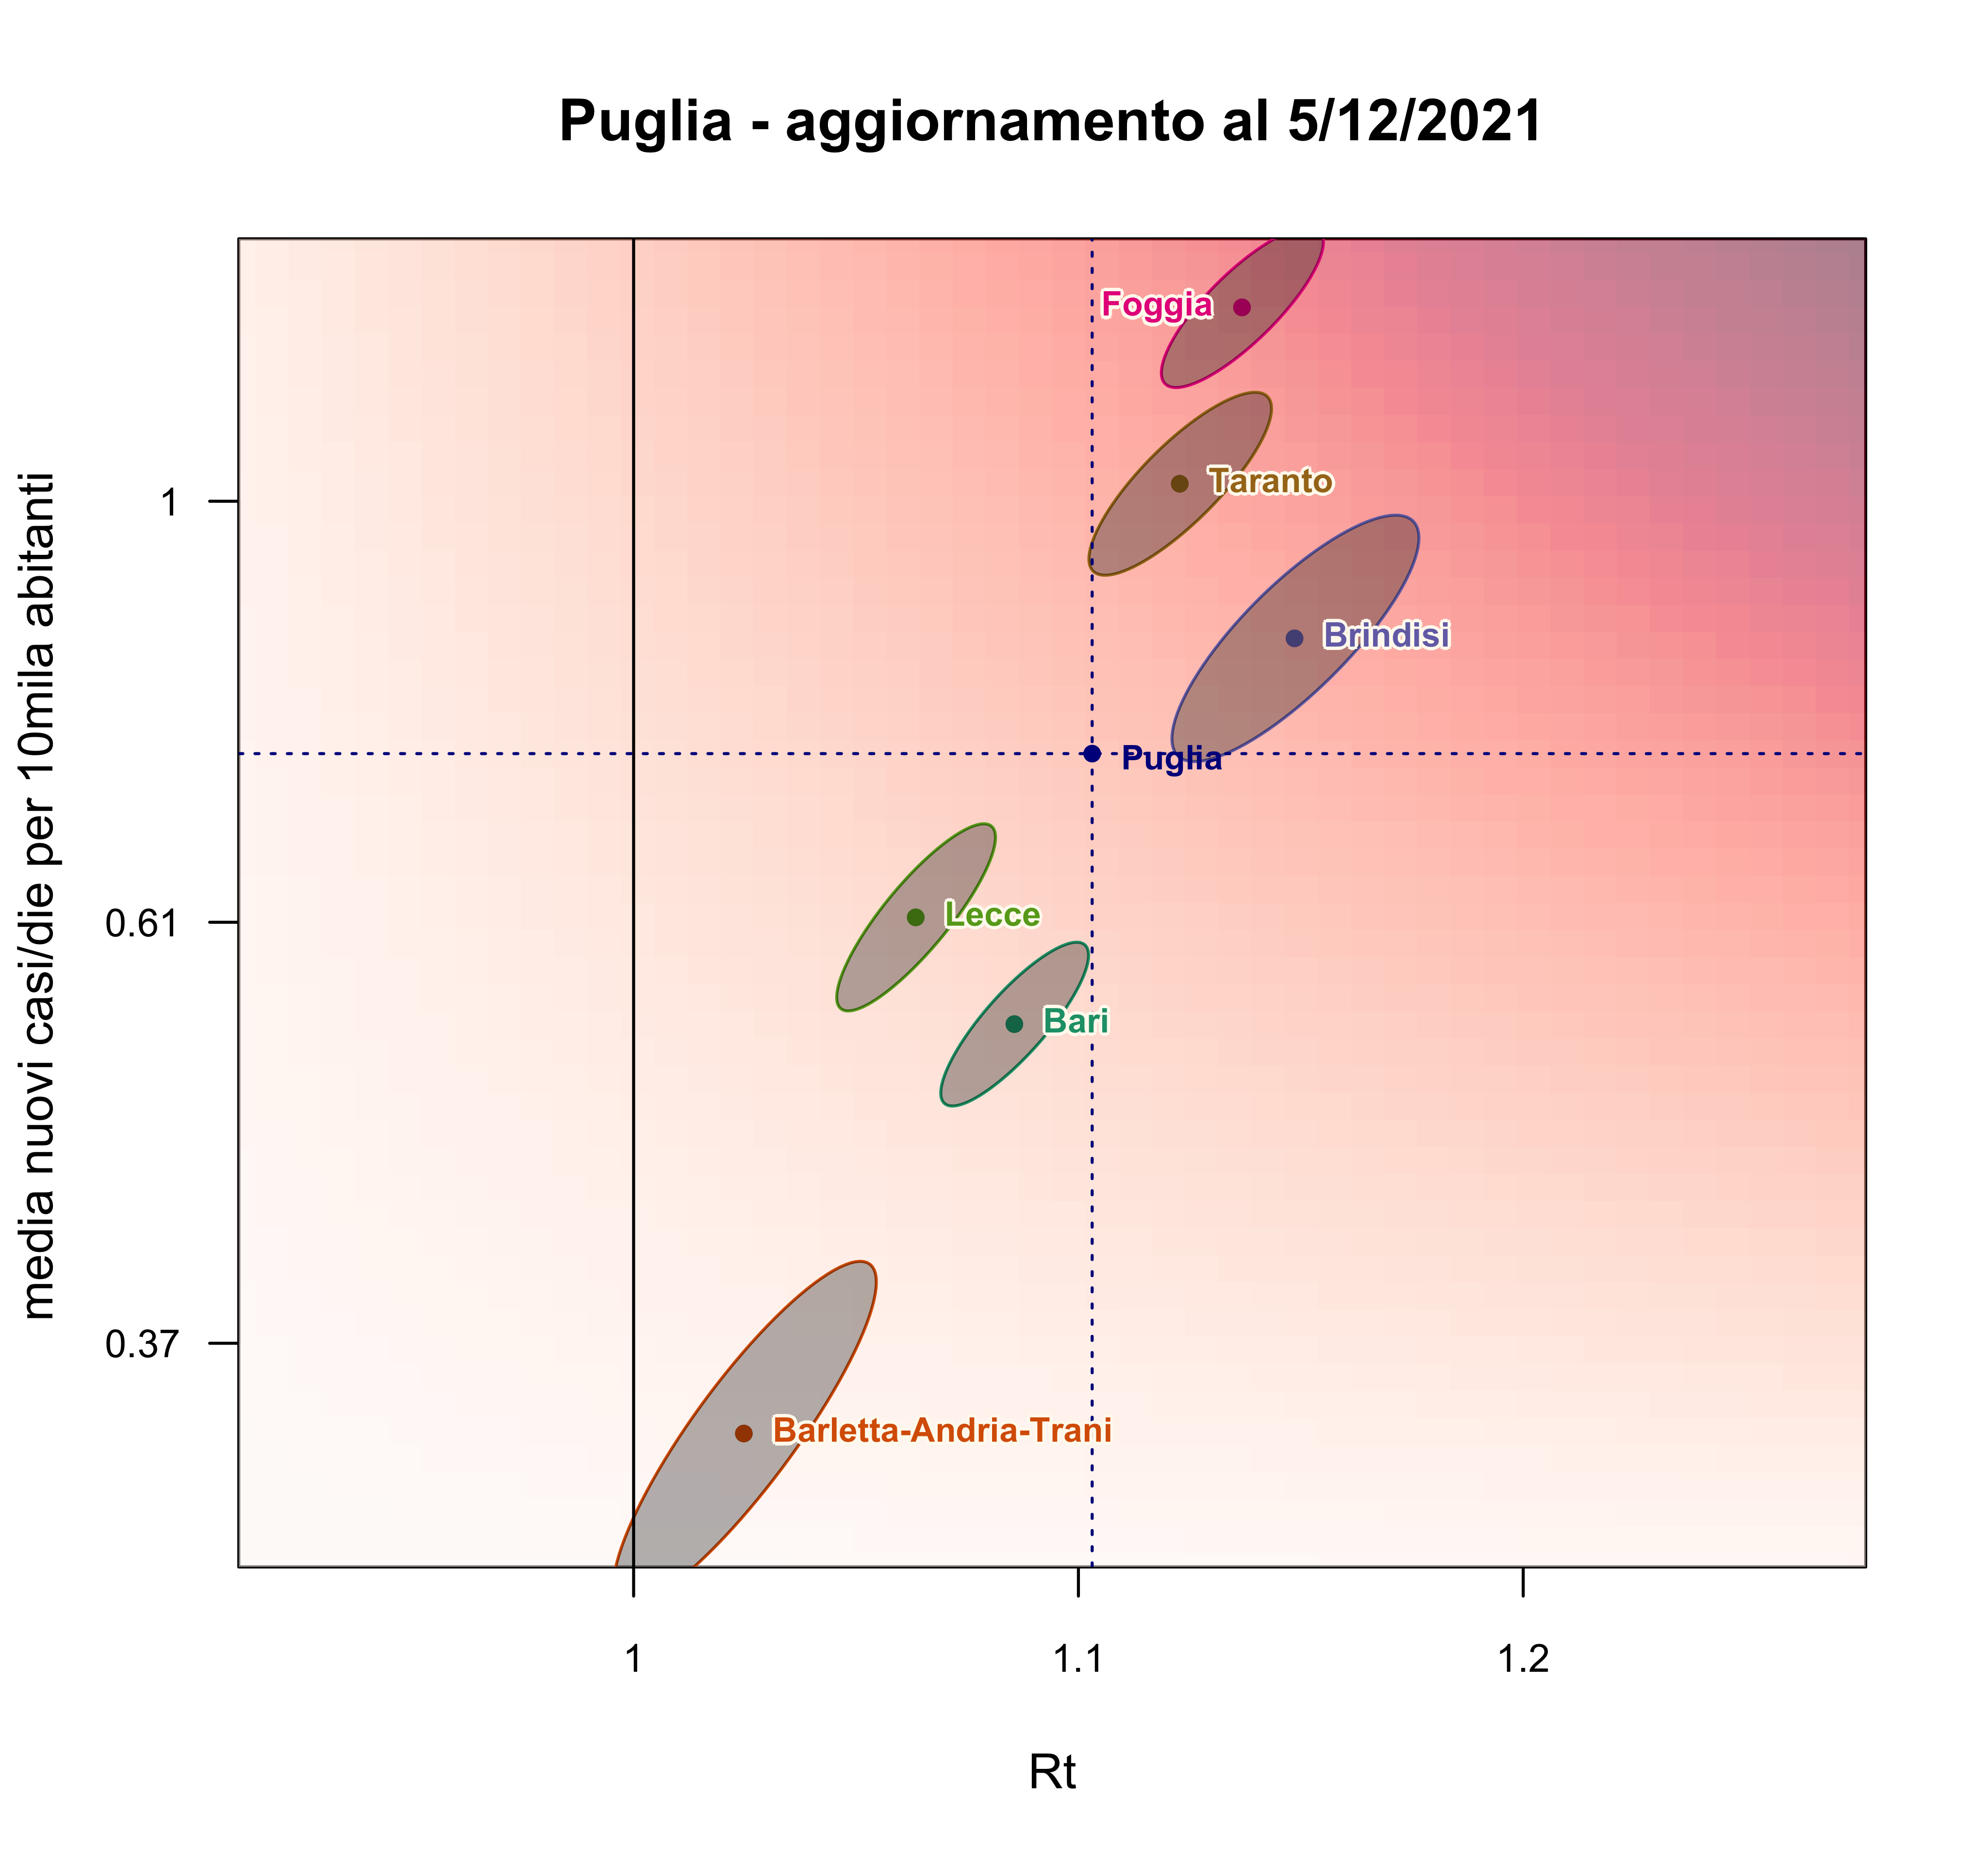 Puglia - aggiornamento al 5/12/2021
media nuovi casi/die per 10mila abitanti
1
0.61
0.37
Foggia
Taranto
Brindisi
Puglia
Lecce
Bari
Barletta-Andria-Trani
1
1.1
1.2
Rt